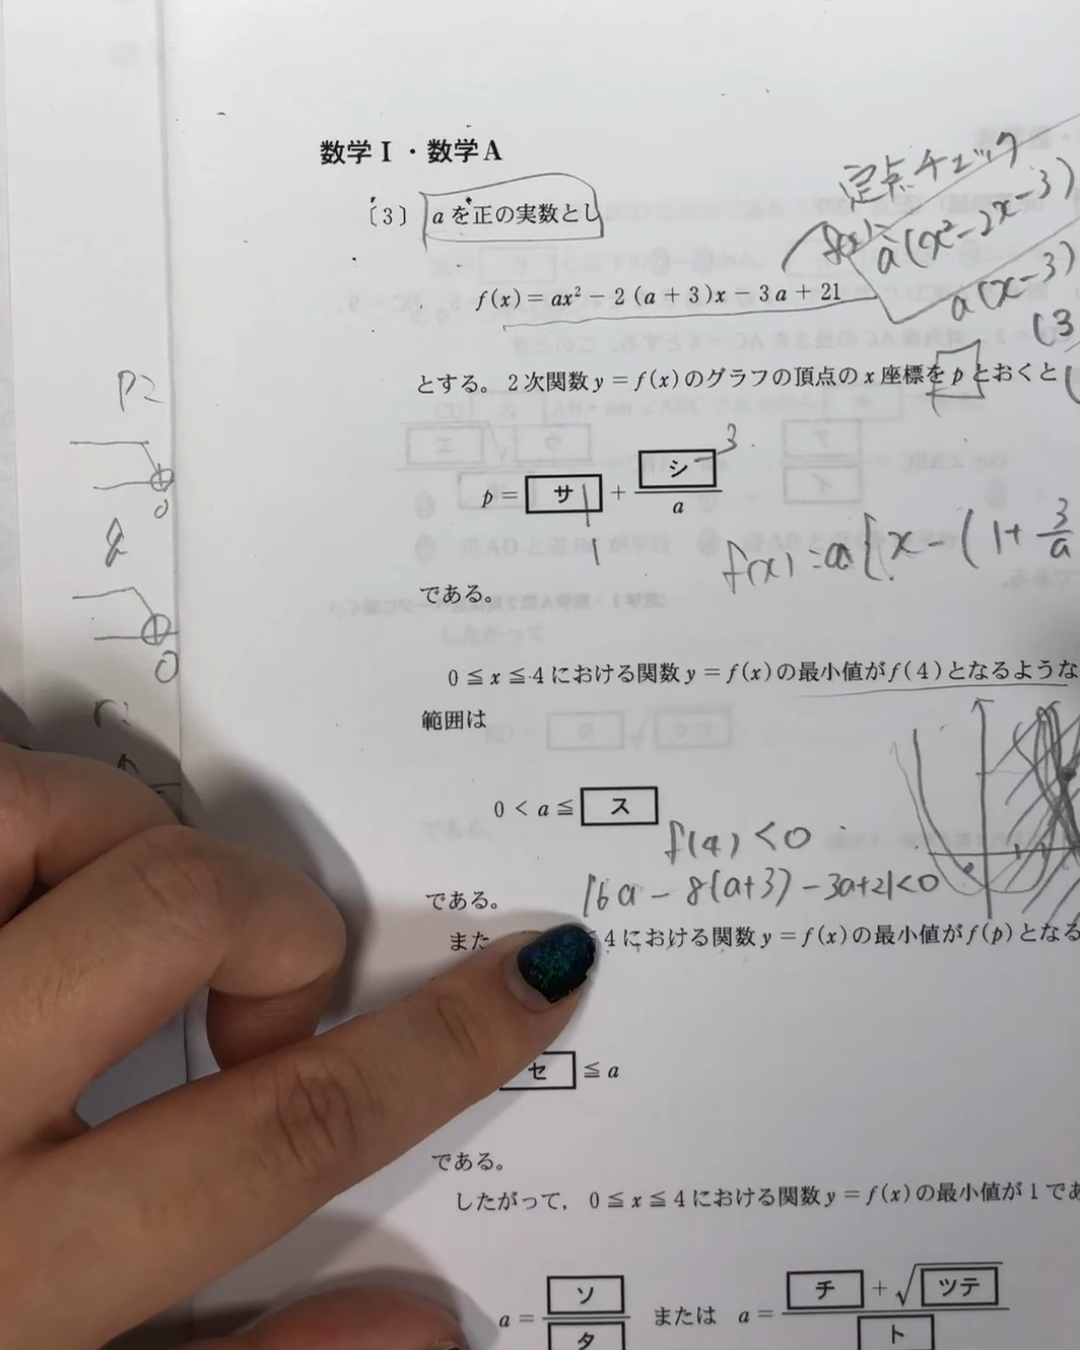 数学Ⅰ・数学A
〔3〕 aを正の実数とし
定点チェック
f(x)=
a(x²-2x-3)
f(x) = ax² − 2(a + 3)x − 3a + 21
a(x-3)
(3
とする。2次関数 y = f(x) のグラフの頂点の x 座標を p とおくと
p=
3
p = サ + シ/a
1
0
q
f(x)=a[x-(1+3/a
である。
0
0 ≦ x ≦ 4 における関数 y = f(x) の最小値が f(4) となるような
r:
範囲は
0 < a ≦ ス
f(4)<0
16a-8(a+3)-3a+21<0
である。
また
4 における関数 y = f(x) の最小値が f(p) となる
セ ≦ a
である。
したがって，0 ≦ x ≦ 4 における関数 y = f(x) の最小値が 1 であ
a = ソ/タ または a = チ + √ツテ/ト